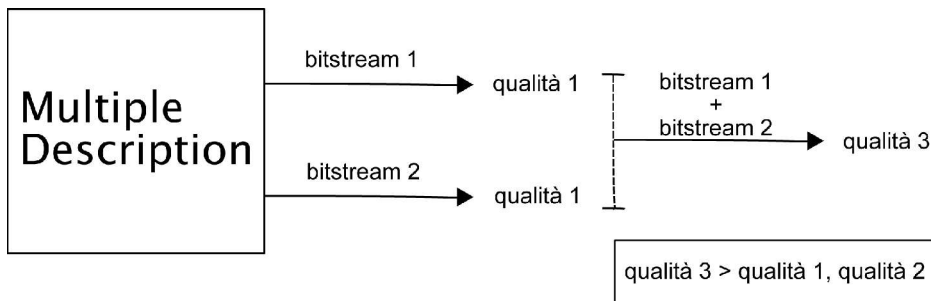 Multiple
Description
bitstream 1
qualità 1
bitstream 2
qualità 1
bitstream 1
+
bitstream 2
qualità 3
qualità 3 > qualità 1, qualità 2